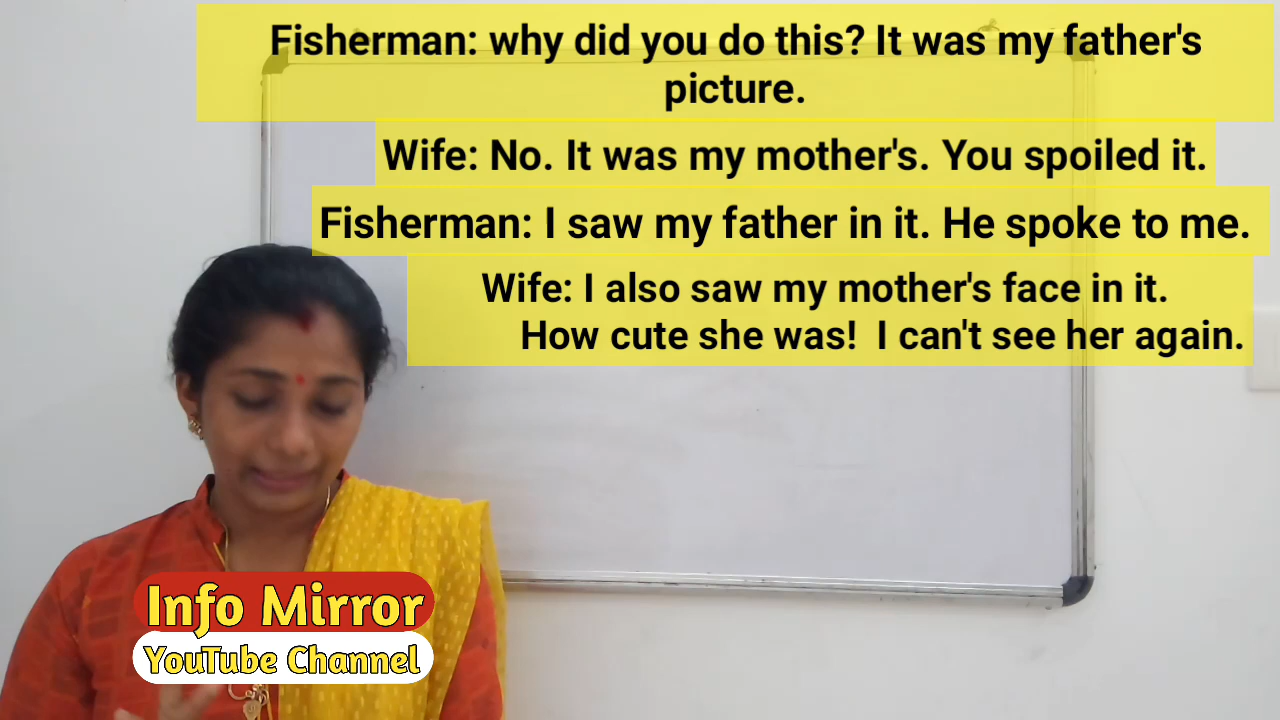 Fisherman: why did you do this? It was my father's
picture.
Wife: No. It was my mother's. You spoiled it.
Fisherman: I saw my father in it. He spoke to me.
Wife: I also saw my mother's face in it.
How cute she was!  I can't see her again.
Info Mirror
YouTube Channel